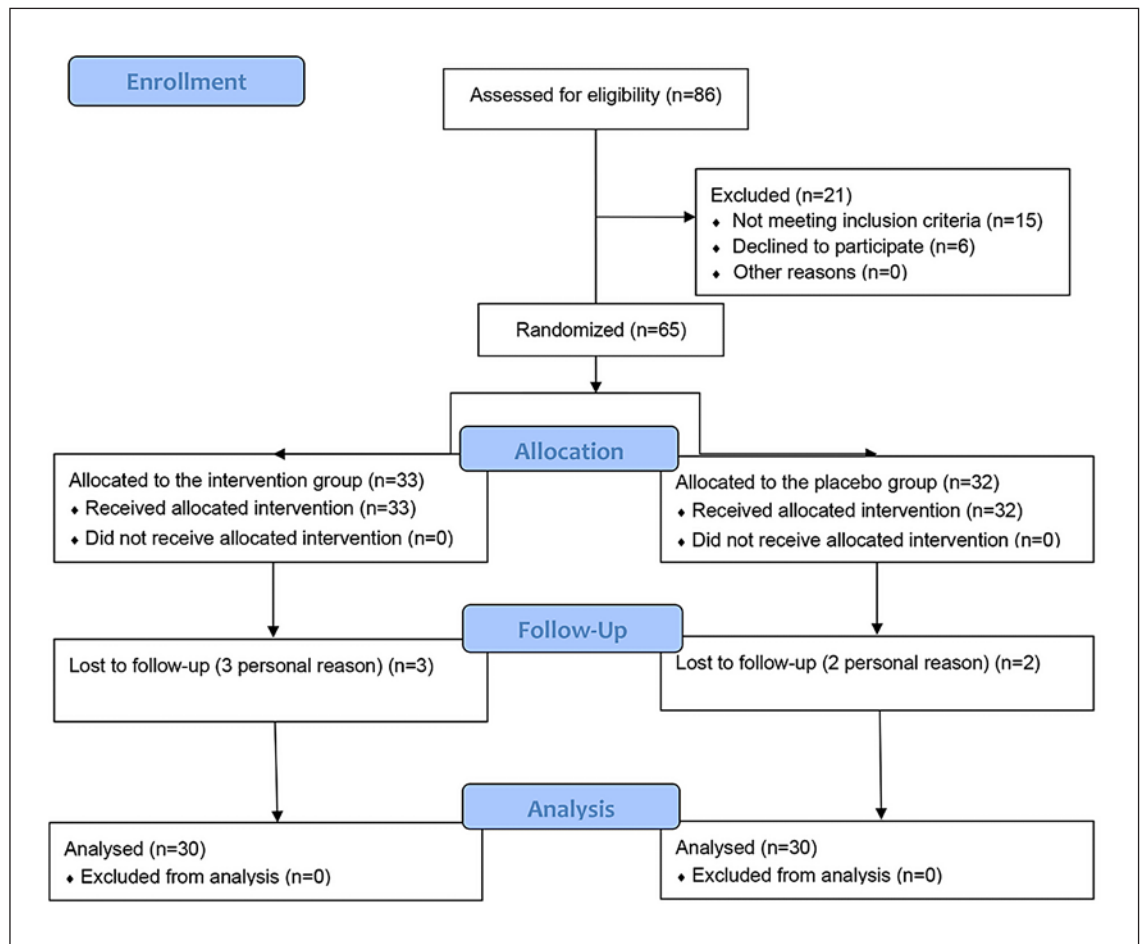 Enrollment
Assessed for eligibility (n=86)
Excluded (n=21)
♦ Not meeting inclusion criteria (n=15)
♦ Declined to participate (n=6)
♦ Other reasons (n=0)
Randomized (n=65)
Allocation
Allocated to the intervention group (n=33)
♦ Received allocated intervention (n=33)
♦ Did not receive allocated intervention (n=0)
Allocated to the placebo group (n=32)
♦ Received allocated intervention (n=32)
♦ Did not receive allocated intervention (n=0)
Follow-Up
Lost to follow-up (3 personal reason) (n=3)
Lost to follow-up (2 personal reason) (n=2)
Analysis
Analysed (n=30)
♦ Excluded from analysis (n=0)
Analysed (n=30)
♦ Excluded from analysis (n=0)